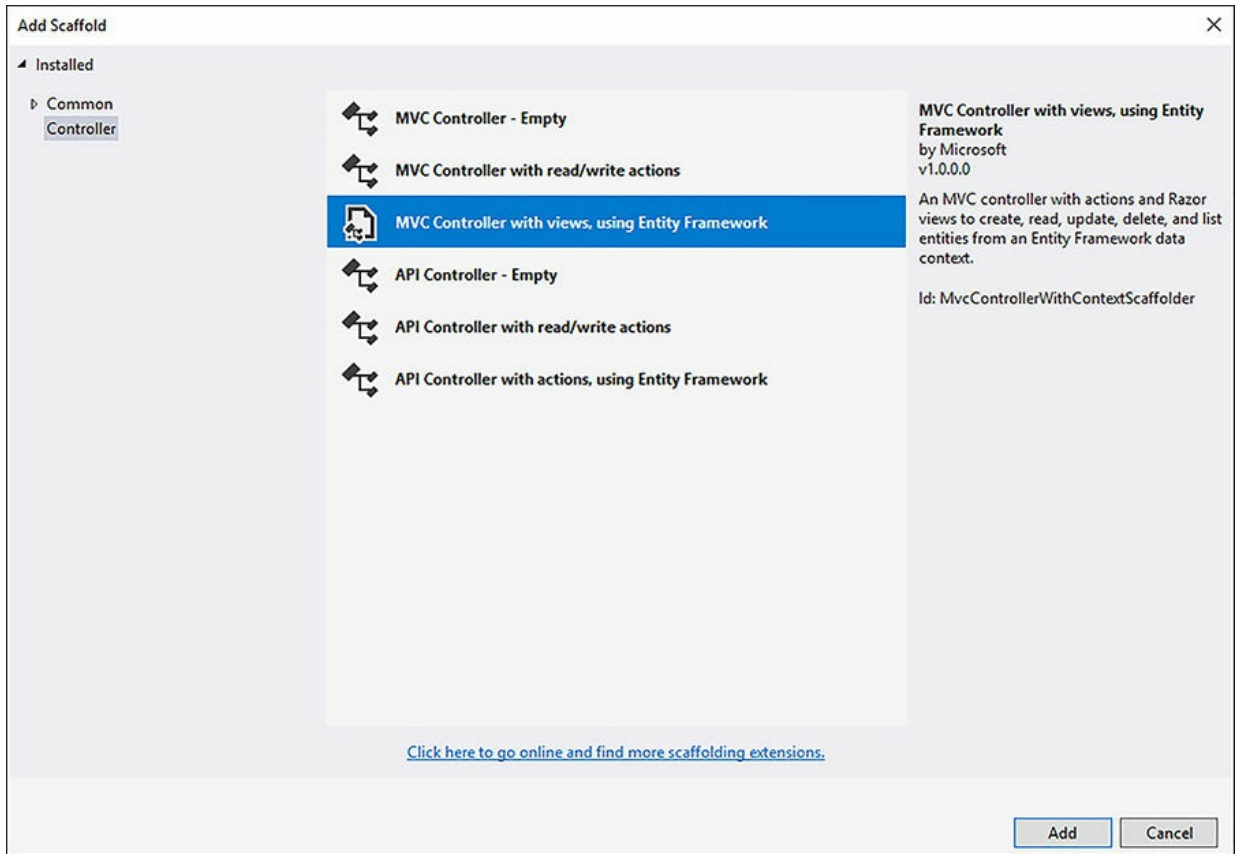 Add Scaffold
Installed
Common
Controller
MVC Controller - Empty
MVC Controller with read/write actions
MVC Controller with views, using Entity Framework
API Controller - Empty
API Controller with read/write actions
API Controller with actions, using Entity Framework
MVC Controller with views, using Entity
Framework
by Microsoft
v1.0.0.0
An MVC controller with actions and Razor
views to create, read, update, delete, and list
entities from an Entity Framework data
context.
Id: MvcControllerWithContextScaffolder
Click here to go online and find more scaffolding extensions.
Add
Cancel